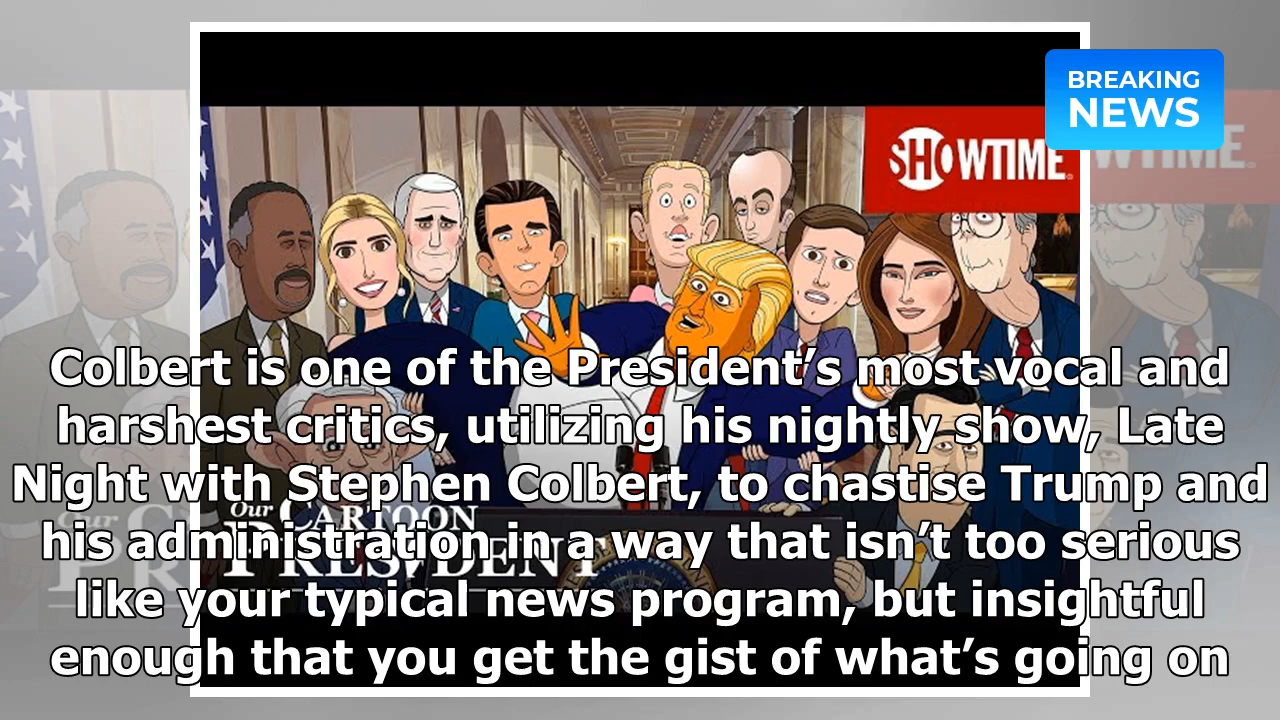 BREAKING
NEWS
SHOWTIME
WTIME
Colbert is one of the President’s most vocal and
harshest critics, utilizing his nightly show, Late
Night with Stephen Colbert, to chastise Trump and
his administration in a way that isn’t too serious
like your typical news program, but insightful
enough that you get the gist of what’s going on
Our CARTOON
PRESIDENT